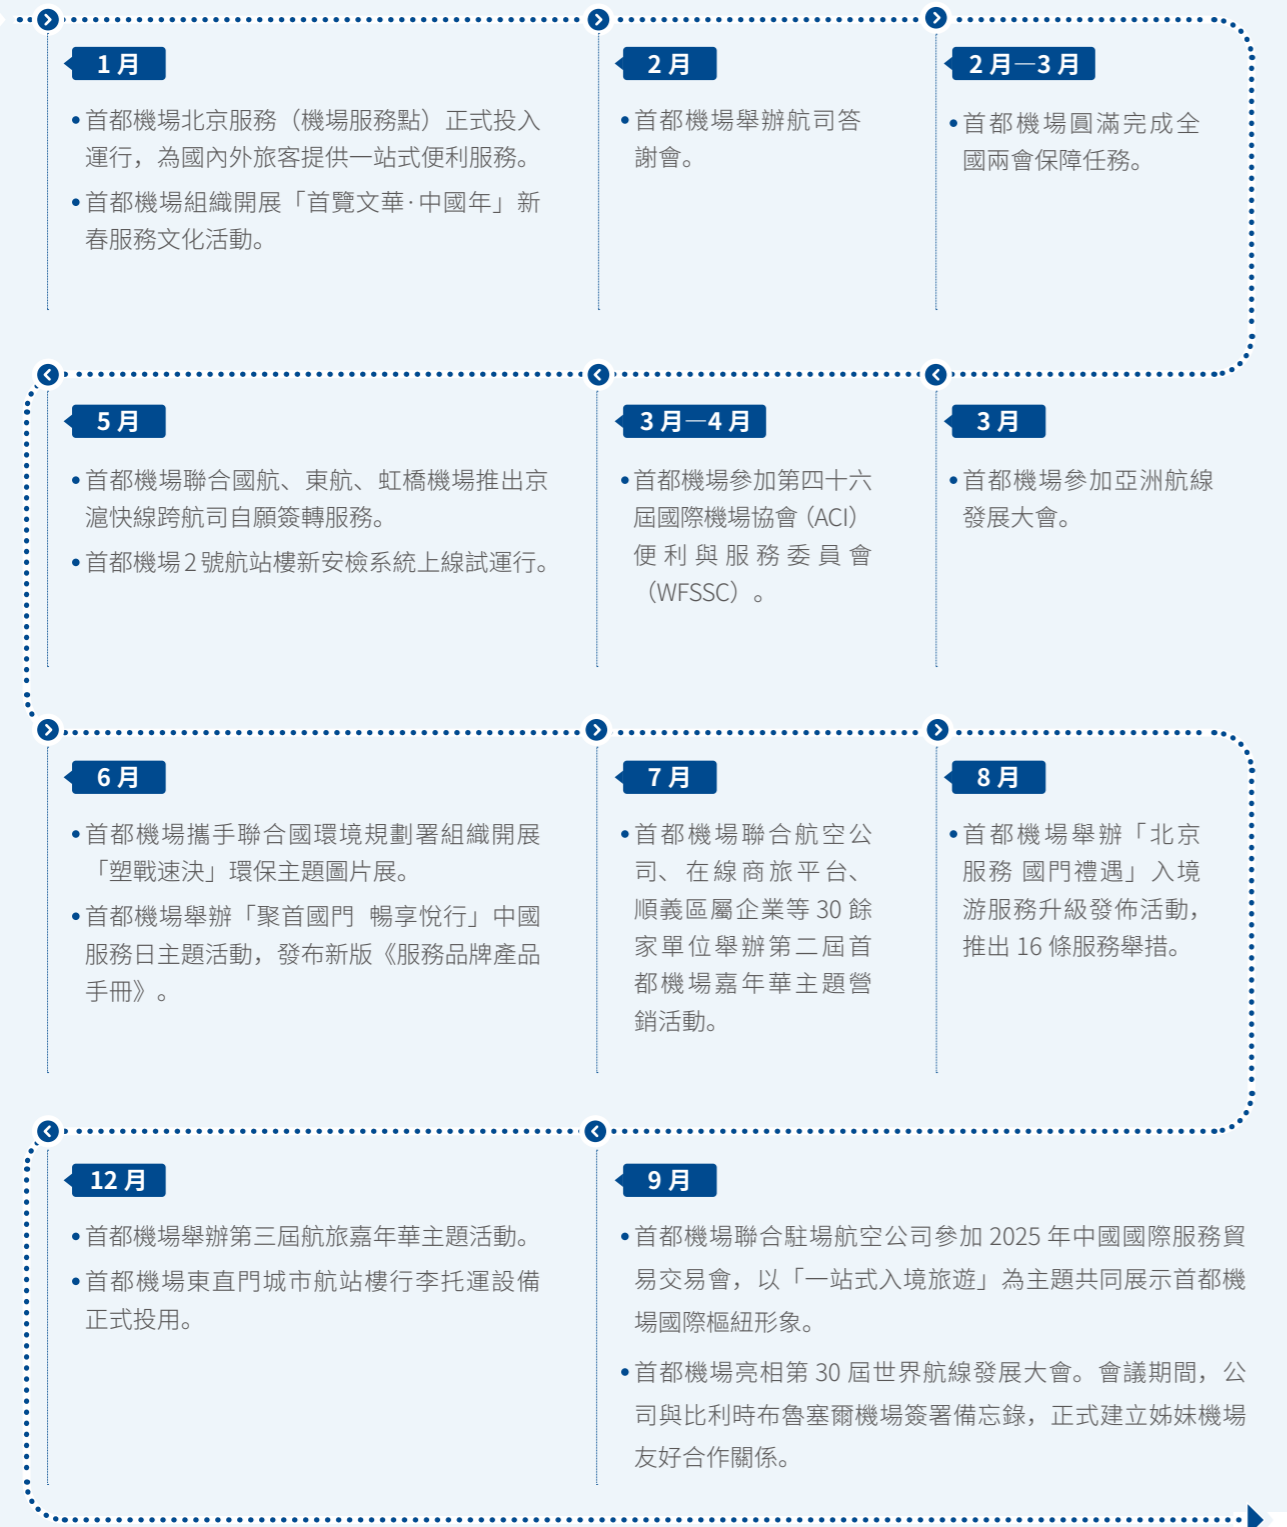 1月
•首都機場北京服務（機場服務點）正式投入
運行，為國內外旅客提供一站式便利服務。
•首都機場組織開展「首覽文華·中國年」新
春服務文化活動。
2月
•首都機場舉辦航司答
謝會。
2月—3月
•首都機場圓滿完成全
國兩會保障任務。
3月
•首都機場參加亞洲航線
發展大會。
3月—4月
•首都機場參加第四十六
屆國際機場協會（ACI）
便利與服務委員會
（WFSSC）。
5月
•首都機場聯合國航、東航、虹橋機場推出京
滬快線跨航司自願簽轉服務。
•首都機場2號航站樓新安檢系統上線試運行。
6月
•首都機場攜手聯合國環境規劃署組織開展
「塑戰速決」環保主題圖片展。
•首都機場舉辦「聚首國門 暢享悅行」中國
服務日主題活動，發布新版《服務品牌產品
手冊》。
7月
•首都機場聯合航空公
司、在線商旅平台、
順義區屬企業等 30 餘
家單位舉辦第二屆首
都機場嘉年華主題營
銷活動。
8月
•首都機場舉辦「北京
服務 國門禮遇」入境
游服務升級發佈活動，
推出 16 條服務舉措。
9月
•首都機場聯合駐場航空公司參加 2025 年中國國際服務貿
易交易會，以「一站式入境旅遊」為主題共同展示首都機
場國際樞紐形象。
•首都機場亮相第 30 屆世界航線發展大會。會議期間，公
司與比利時布魯塞爾機場簽署備忘錄，正式建立姊妹機場
友好合作關係。
12月
•首都機場舉辦第三屆航旅嘉年華主題活動。
•首都機場東直門城市航站樓行李托運設備
正式投用。